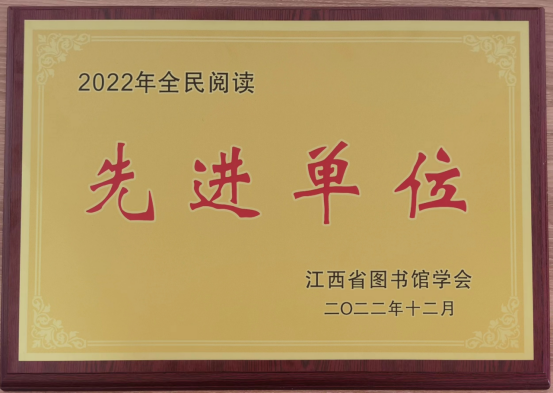 2022年全民阅读
先进单位
江西省图书馆学会
二〇二二年十二月